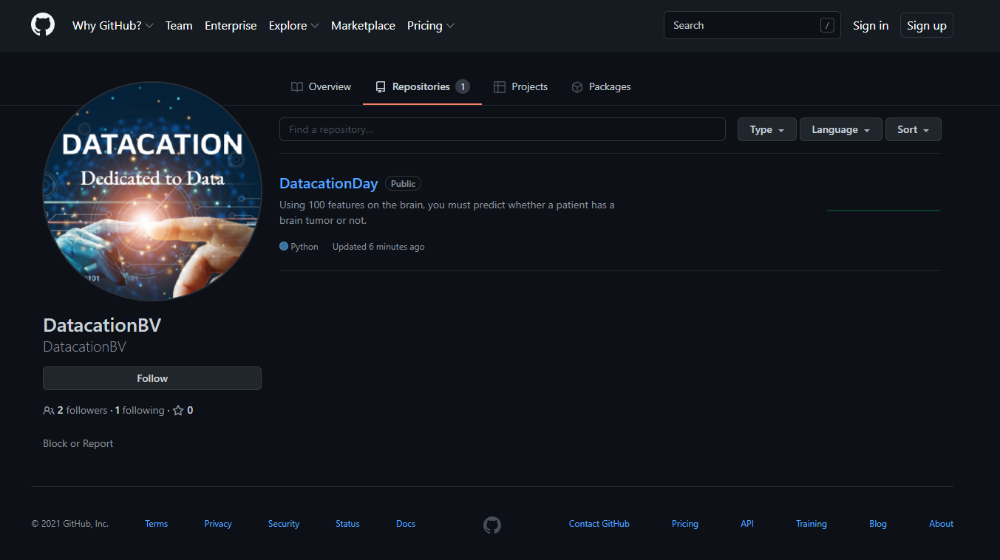 Why GitHub? Team Enterprise Explore Marketplace Pricing Search / Sign in Sign up
Overview Repositories 1 Projects Packages
Find a repository... Type Language Sort
DATACATION
Dedicated to Data
101
101
DatacationDay Public
Using 100 features on the brain, you must predict whether a patient has a
brain tumor or not.
Python Updated 6 minutes ago
DatacationBV
DatacationBV
Follow
2 followers · 1 following · 0
Block or Report
© 2021 GitHub, Inc. Terms Privacy Security Status Docs Contact GitHub Pricing API Training Blog About